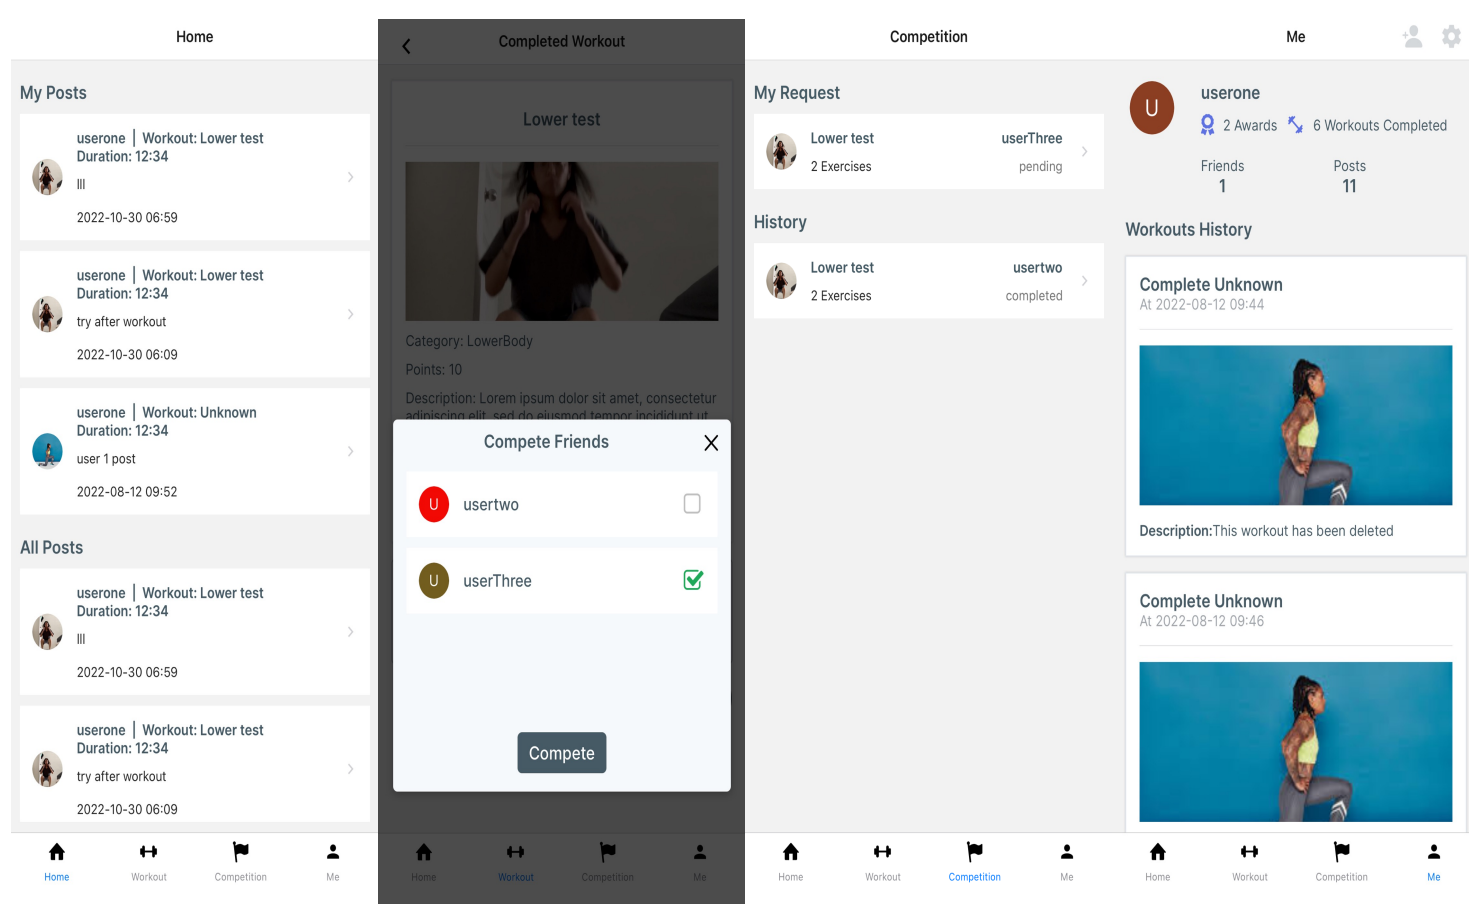 Home
My Posts
userone | Workout: Lower test
Duration: 12:34
lll
2022-10-30 06:59
userone | Workout: Lower test
Duration: 12:34
try after workout
2022-10-30 06:09
userone | Workout: Unknown
Duration: 12:34
user 1 post
2022-08-12 09:52
All Posts
userone | Workout: Lower test
Duration: 12:34
lll
2022-10-30 06:59
userone | Workout: Lower test
Duration: 12:34
try after workout
2022-10-30 06:09
Home Workout Competition Me
Completed Workout
Lower test
Category: LowerBody
Points: 10
Description: Lorem ipsum dolor sit amet, consectetur
adipiscing elit, sed do eiusmod tempor incididunt ut
Compete Friends
U usertwo
U userThree
Compete
Home Workout Competition Me
Competition
My Request
Lower test userThree
2 Exercises pending
History
Lower test usertwo
2 Exercises completed
Home Workout Competition Me
Me
U
userone
2 Awards 6 Workouts Completed
Friends Posts
1 11
Workouts History
Complete Unknown
At 2022-08-12 09:44
Description:This workout has been deleted
Complete Unknown
At 2022-08-12 09:46
Home Workout Competition Me